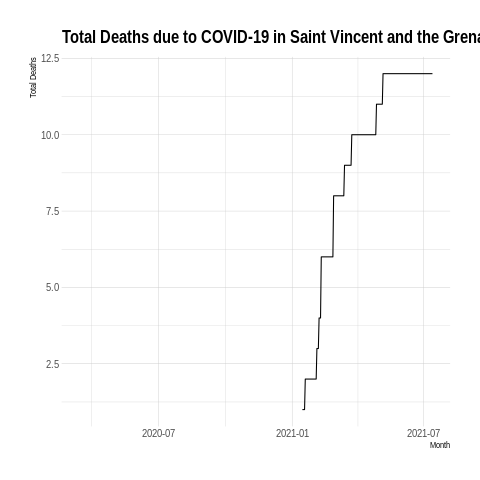 Total Deaths due to COVID-19 in Saint Vincent and the Grena
Total Deaths
12.5
10.0
7.5
5.0
2.5
2020-07
2021-01
2021-07
Month